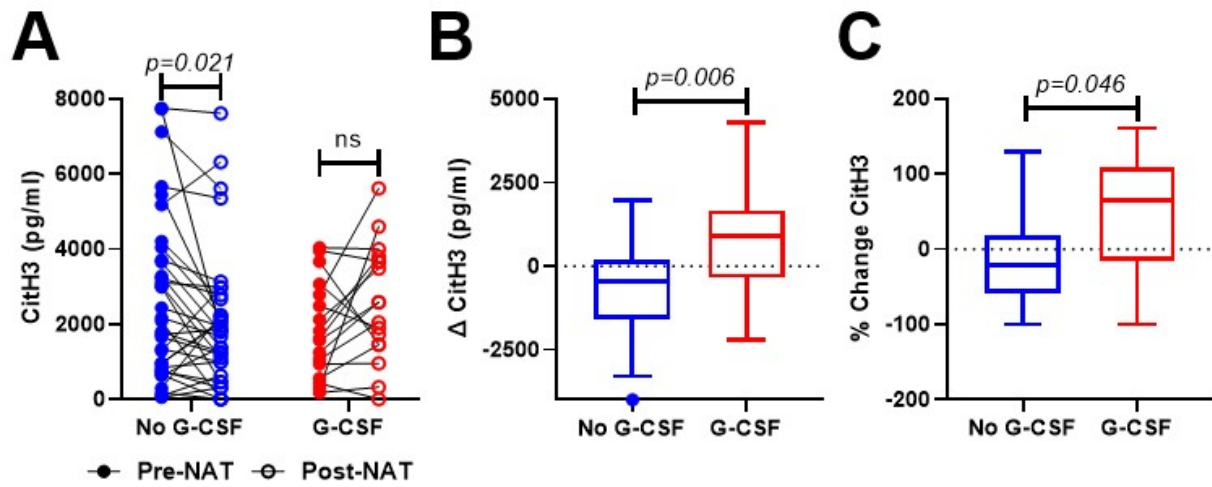 A
p=0.021
ns
CitH3 (pg/ml)
8000
6000
4000
2000
0
No G-CSF
G-CSF
Pre-NAT
Post-NAT
B
p=0.006
Δ CitH3 (pg/ml)
5000
2500
0
-2500
No G-CSF
G-CSF
C
p=0.046
% Change CitH3
200
100
0
-100
-200
No G-CSF
G-CSF